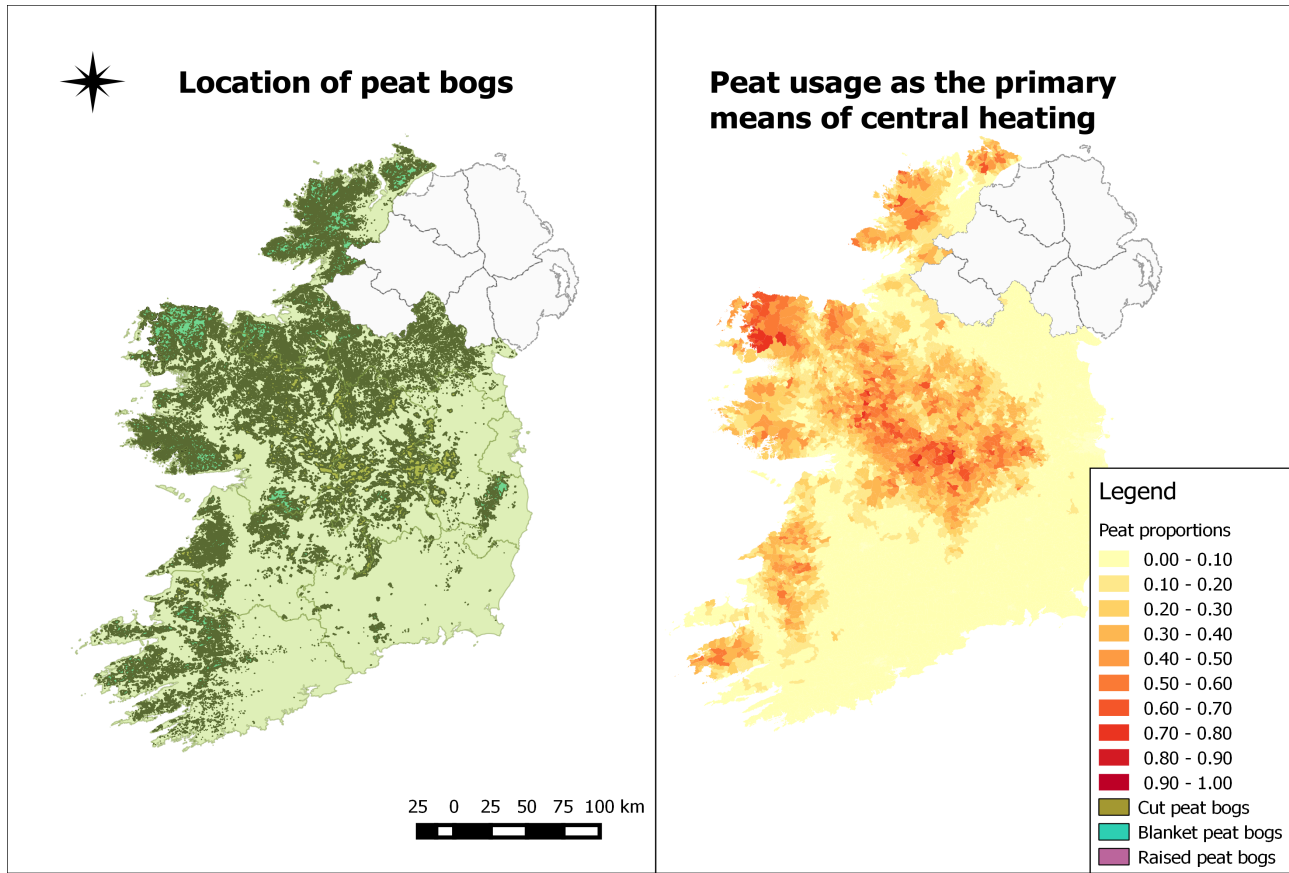 Location of peat bogs
Peat usage as the primary
means of central heating
Legend
Peat proportions
0.00 - 0.10
0.10 - 0.20
0.20 - 0.30
0.30 - 0.40
0.40 - 0.50
0.50 - 0.60
0.60 - 0.70
0.70 - 0.80
0.80 - 0.90
0.90 - 1.00
Cut peat bogs
Blanket peat bogs
Raised peat bogs
25 0 25 50 75 100 km